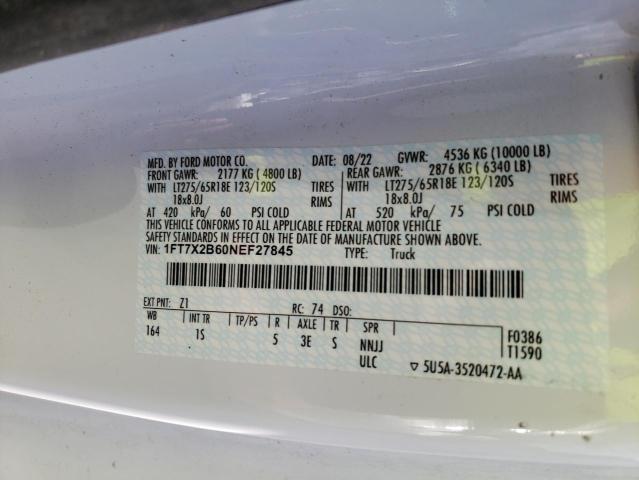 MFD. BY FORD MOTOR CO. DATE: 08/22 GVWR: 4536 KG (10000 LB)
FRONT GAWR: 2177 KG ( 4800 LB) REAR GAWR: 2876 KG ( 6340 LB)
WITH LT275/65R18E 123/120S TIRES WITH LT275/65R18E 123/120S TIRES
18x8.0J RIMS 18x8.0J RIMS
AT 420 kPa/ 60 PSI COLD AT 520 kPa/ 75 PSI COLD
THIS VEHICLE CONFORMS TO ALL APPLICABLE FEDERAL MOTOR VEHICLE
SAFETY STANDARDS IN EFFECT ON THE DATE OF MANUFACTURE SHOWN ABOVE.
VIN: 1FT7X2B60NEF27845 TYPE: Truck
EXT PNT: Z1 RC: 74 DSO:
WB INT TR TP/PS R AXLE TR SPR F0386
164 1S 5 3E S NNJJ T1590
ULC ▽ 5U5A-3520472-AA